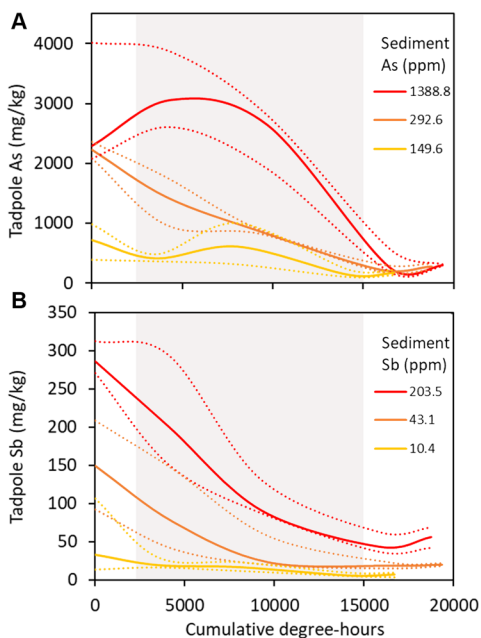 A
Tadpole As (mg/kg)
4000
3000
2000
1000
0
Sediment
As (ppm)
1388.8
292.6
149.6
B
Tadpole Sb (mg/kg)
350
300
250
200
150
100
50
0
Sediment
Sb (ppm)
203.5
43.1
10.4
0 5000 10000 15000 20000
Cumulative degree-hours